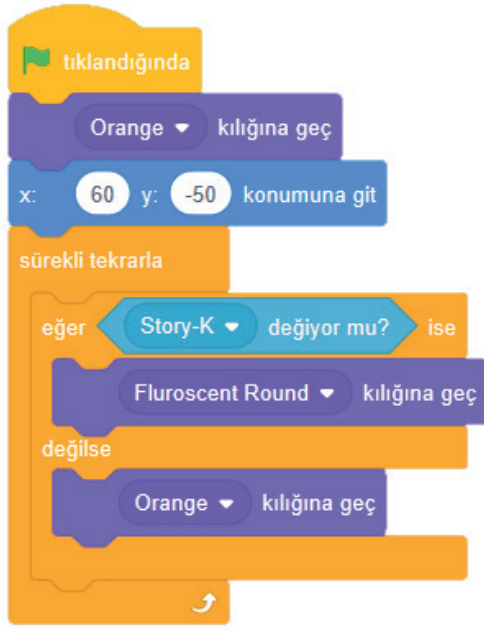 tıklandığında
Orange kılığına geç
x: 60 y: -50 konumuna git
sürekli tekrarla
eğer Story-K değiyor mu? ise
Fluroscent Round kılığına geç
değilse
Orange kılığına geç